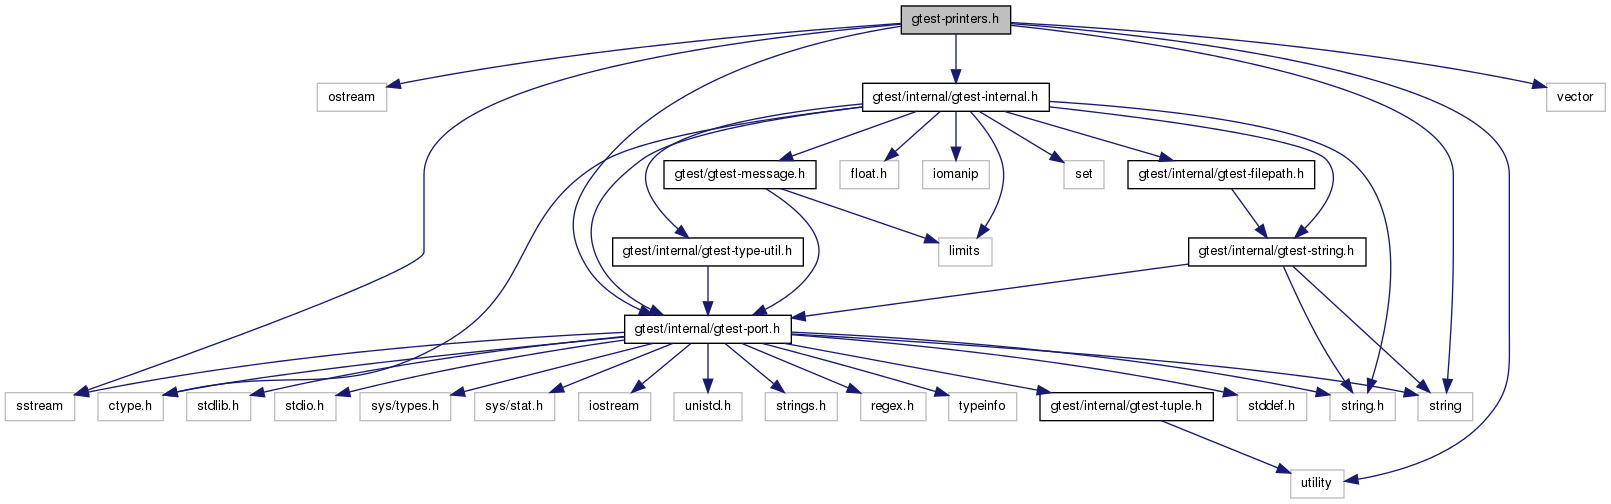 gtest-printers.h
ostream
gtest/internal/gtest-internal.h
vector
gtest/gtest-message.h
float.h
iomanip
set
gtest/internal/gtest-filepath.h
gtest/internal/gtest-type-util.h
limits
gtest/internal/gtest-string.h
gtest/internal/gtest-port.h
sstream
ctype.h
stdlib.h
stdio.h
sys/types.h
sys/stat.h
iostream
unistd.h
strings.h
regex.h
typeinfo
gtest/internal/gtest-tuple.h
stddef.h
string.h
string
utility